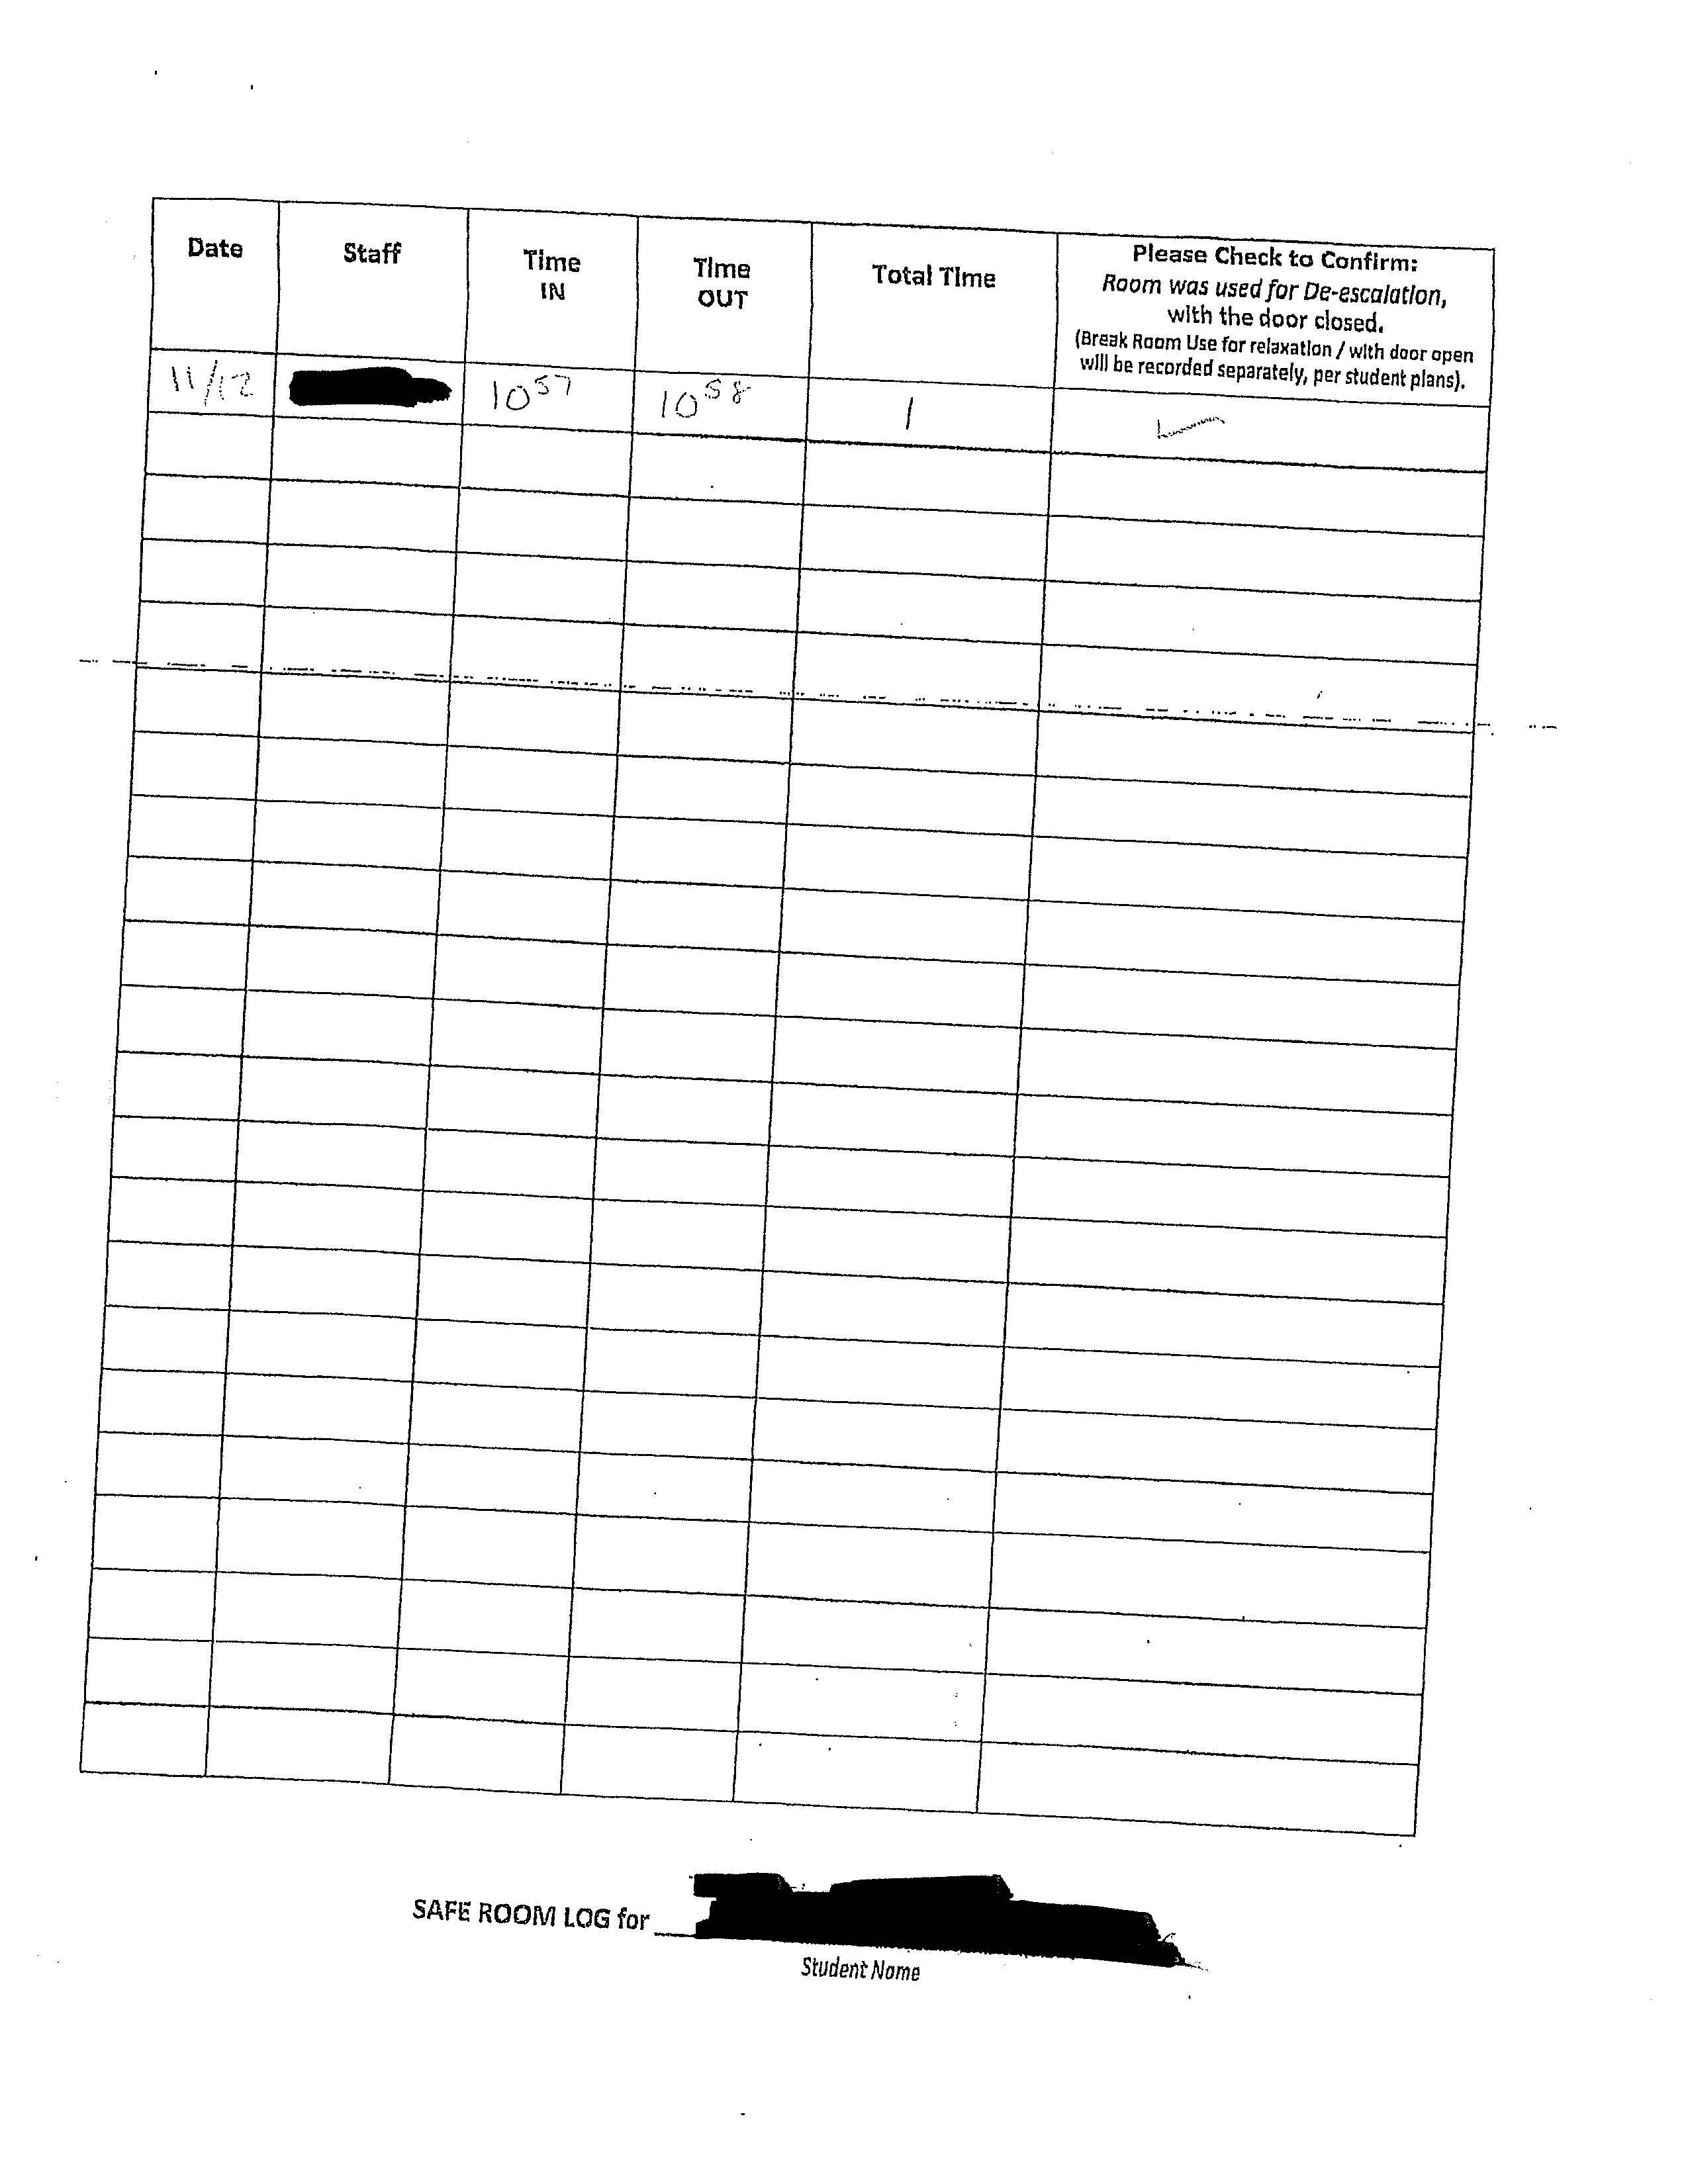 Date Staff Time IN Time OUT Total Time Please Check to Confirm:
Room was used for De-escalation,
with the door closed.
(Break Room Use for relaxation / with door open
will be recorded separately, per student plans).
11/12 10 57 10 58 1 ✓
SAFE ROOM LOG for
Student Name